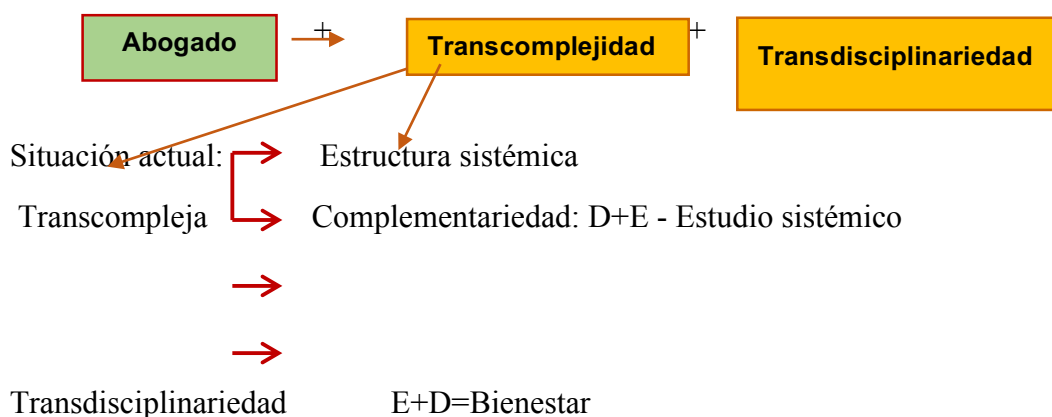 Abogado + Transcomplejidad + Transdisciplinariedad
Situación actual: Estructura sistémica
Transcompleja Complementariedad: D+E - Estudio sistémico
Transdisciplinariedad E+D=Bienestar